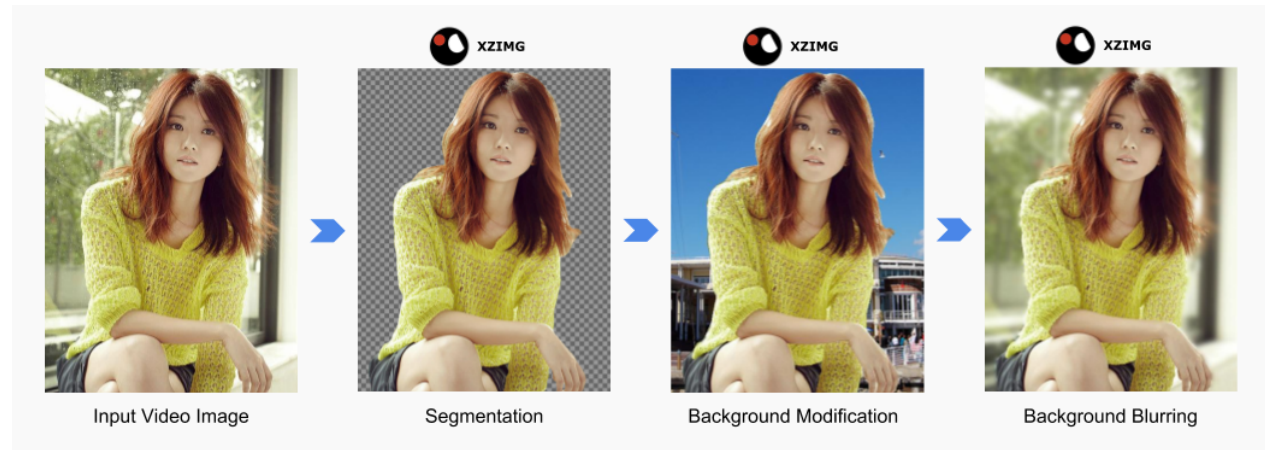 XZIMG
XZIMG
XZIMG
Input Video Image
Segmentation
Background Modification
Background Blurring